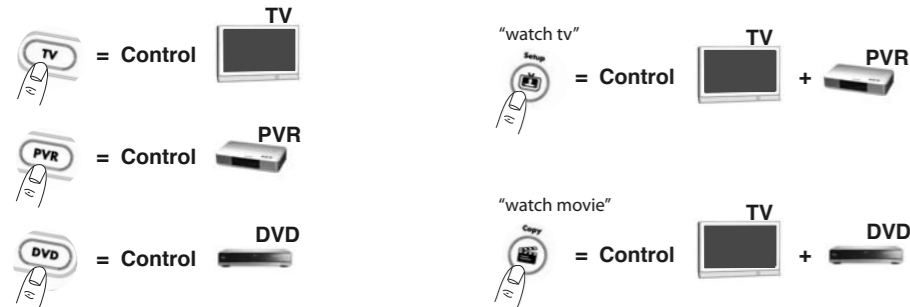 TV
TV = Control
PVR
PVR = Control
DVD
DVD = Control
"watch tv"
Setup
TV
PVR
= Control +
"watch movie"
Copy
TV
DVD
= Control +